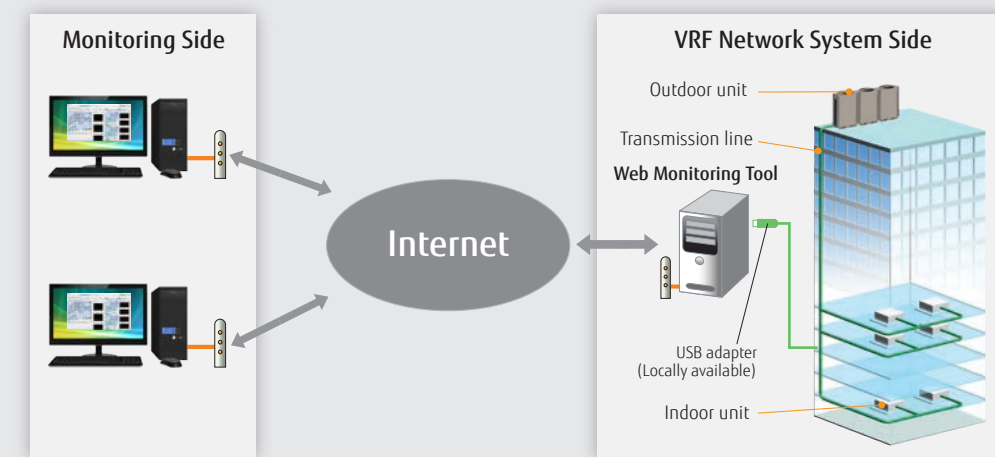 Monitoring Side
VRF Network System Side
Outdoor unit
Transmission line
Web Monitoring Tool
Internet
USB adapter
(Locally available)
Indoor unit